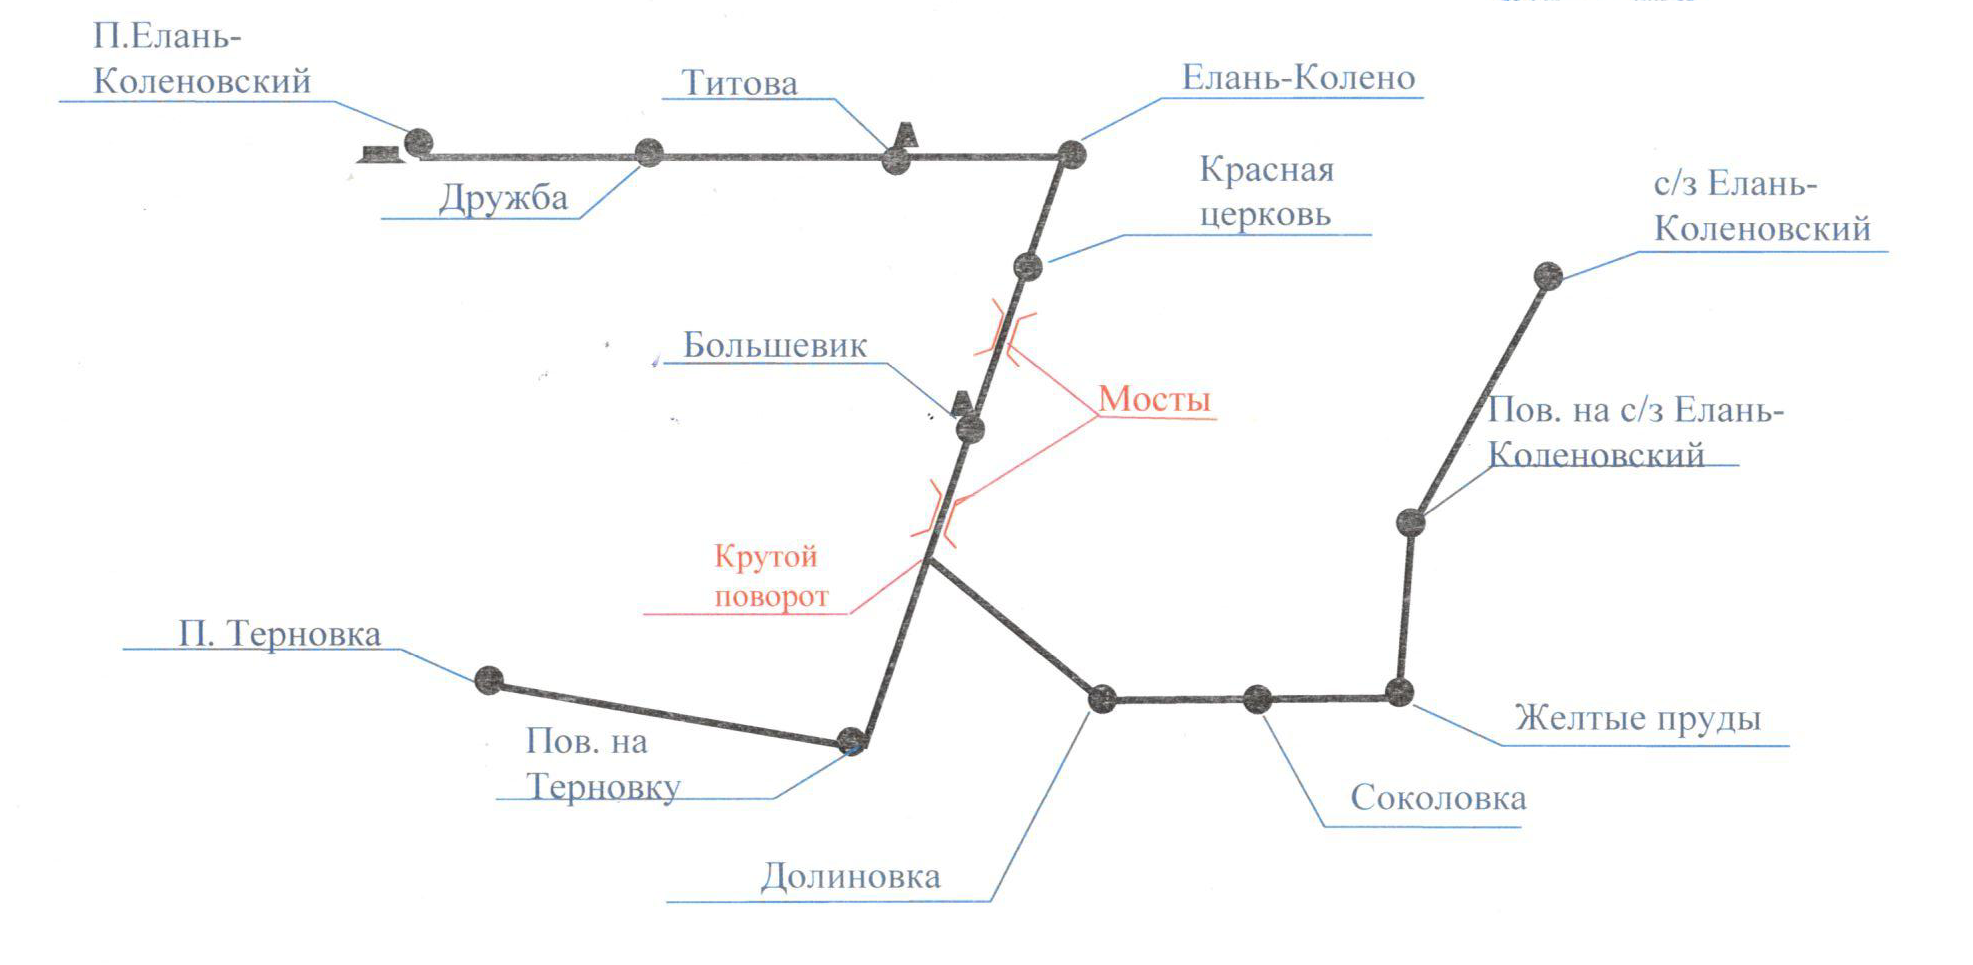 П.Елань-
Коленовский
Титова
Елань-Колено
Дружба
А
Красная
церковь
с/з Елань-
Коленовский
Большевик
А
Мосты
Пов. на с/з Елань-
Коленовский
Крутой
поворот
П. Терновка
Пов. на
Терновку
Желтые пруды
Соколовка
Долиновка